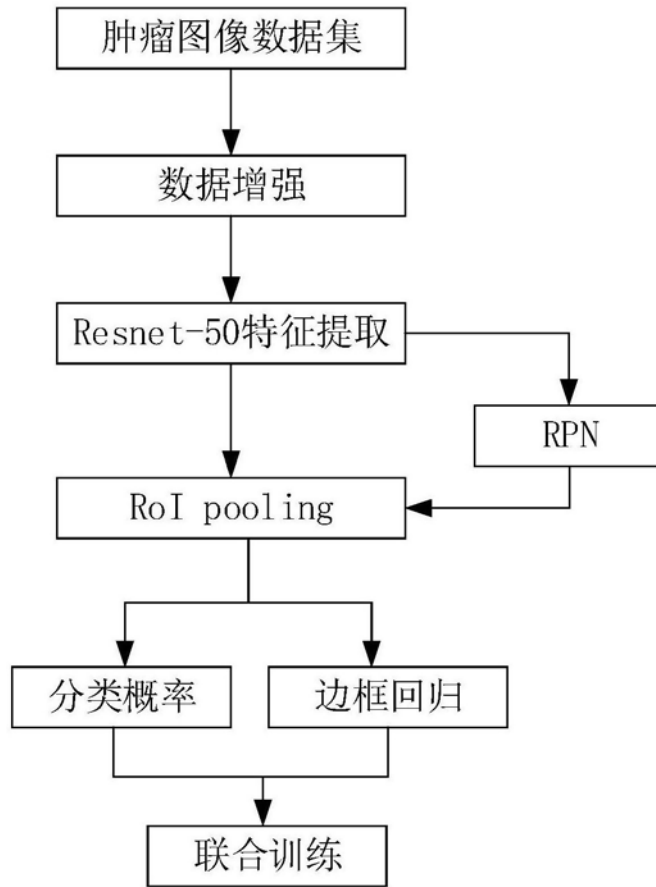 肿瘤图像数据集
数据增强
Resnet-50特征提取
RPN
RoI pooling
分类概率
边框回归
联合训练